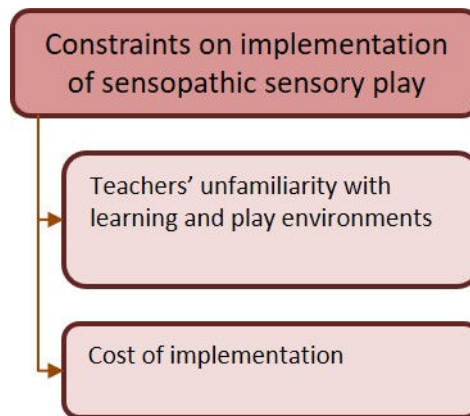 Constraints on implementation
of sensopathic sensory play
Teachers’ unfamiliarity with
learning and play environments
Cost of implementation